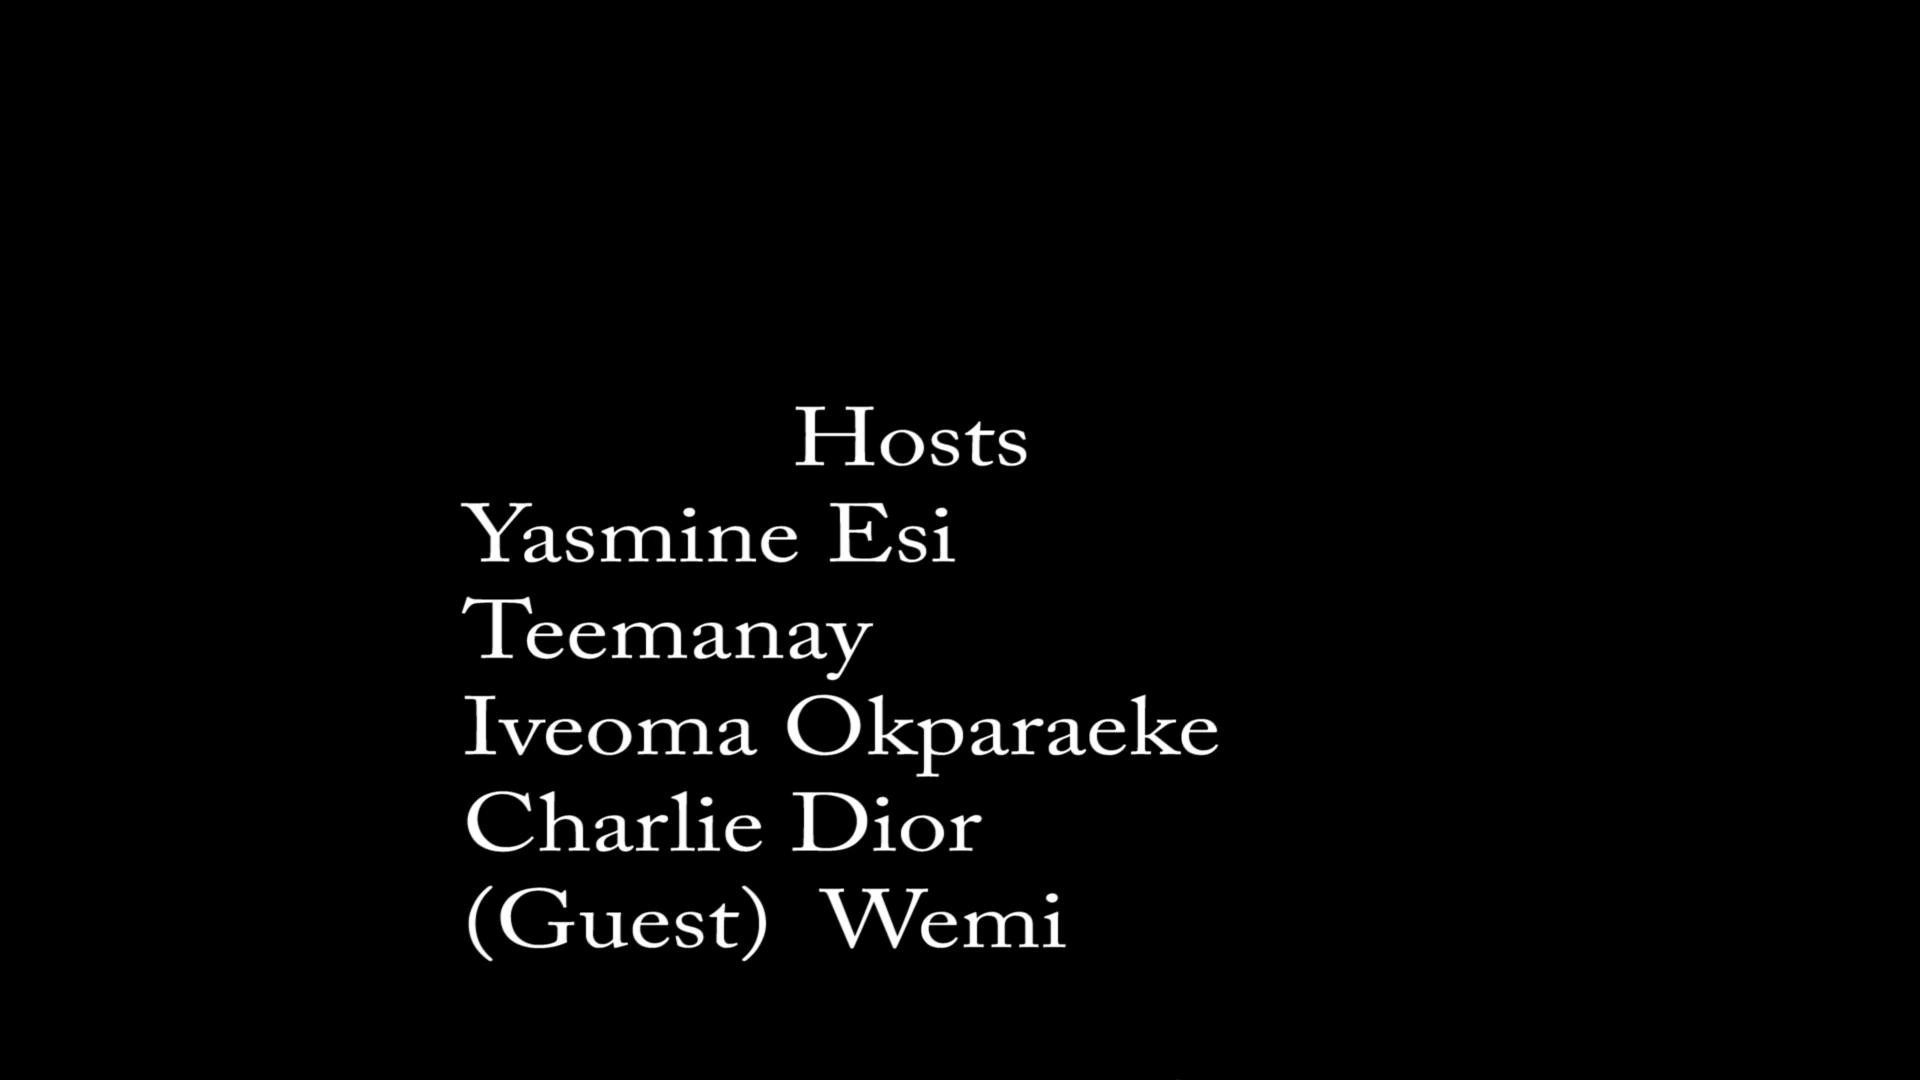 Hosts
Yasmine Esi
Teemanay
Iveoma Okparaeke
Charlie Dior
(Guest) Wemi